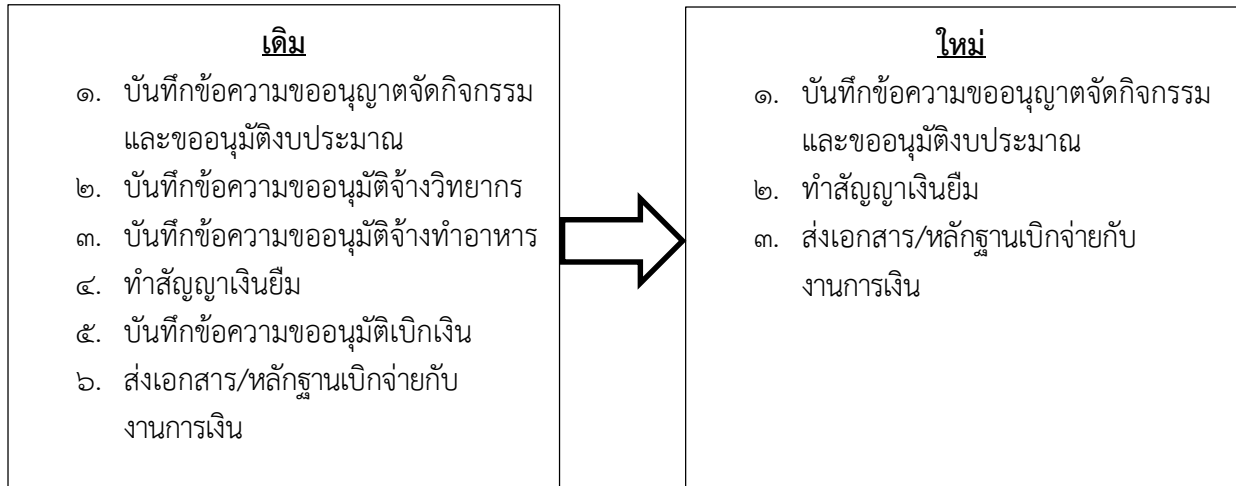 เดิม
๑. บันทึกข้อความขออนุญาตจัดกิจกรรม
และขออนุมัติงบประมาณ
๒. บันทึกข้อความขออนุมัติจ้างวิทยากร
๓. บันทึกข้อความขออนุมัติจ้างทำอาหาร
๔. ทำสัญญาเงินยืม
๕. บันทึกข้อความขออนุมัติเบิกเงิน
๖. ส่งเอกสาร/หลักฐานเบิกจ่ายกับ
งานการเงิน
ใหม่
๑. บันทึกข้อความขออนุญาตจัดกิจกรรม
และขออนุมัติงบประมาณ
๒. ทำสัญญาเงินยืม
๓. ส่งเอกสาร/หลักฐานเบิกจ่ายกับ
งานการเงิน